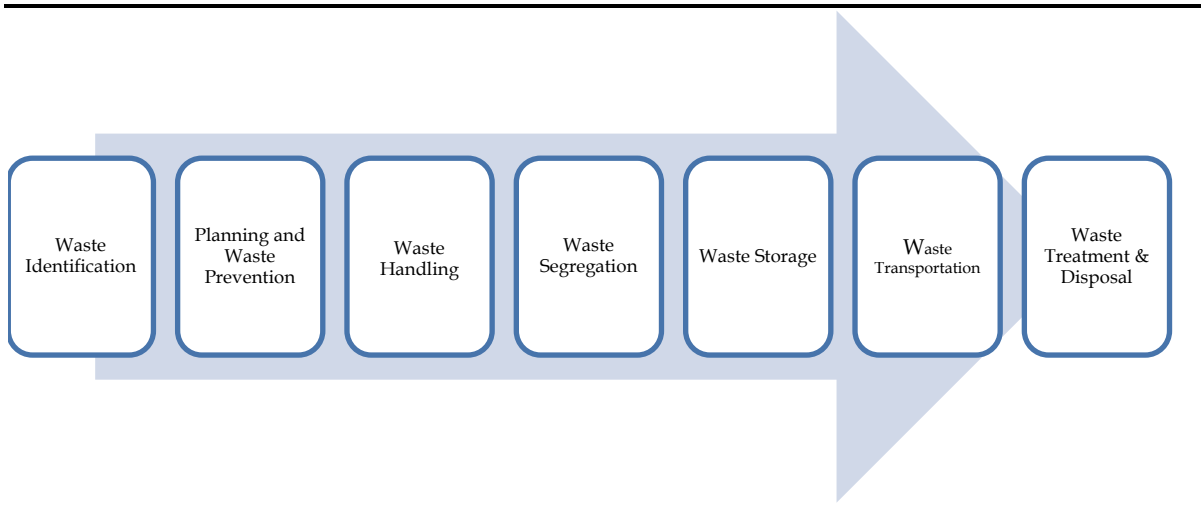 Waste
Identification
Planning and
Waste
Prevention
Waste
Handling
Waste
Segregation
Waste Storage
Waste
Transportation
Waste
Treatment &
Disposal